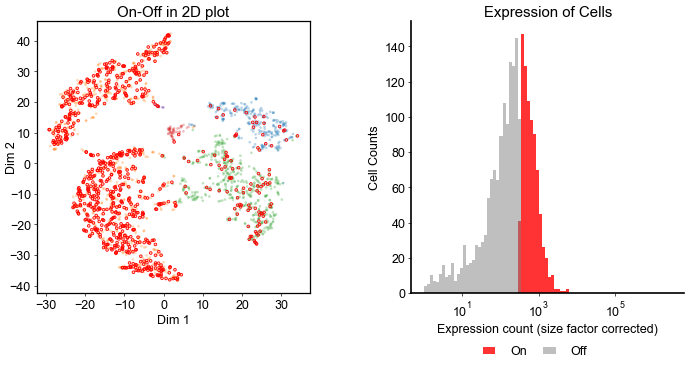 On-Off in 2D plot
40
30
20
10
0
−10
−20
−30
−40
Dim 2
−30 −20 −10 0 10 20 30
Dim 1
Expression of Cells
140
120
100
80
60
40
20
0
Cell Counts
10^1 10^3 10^5
Expression count (size factor corrected)
On Off